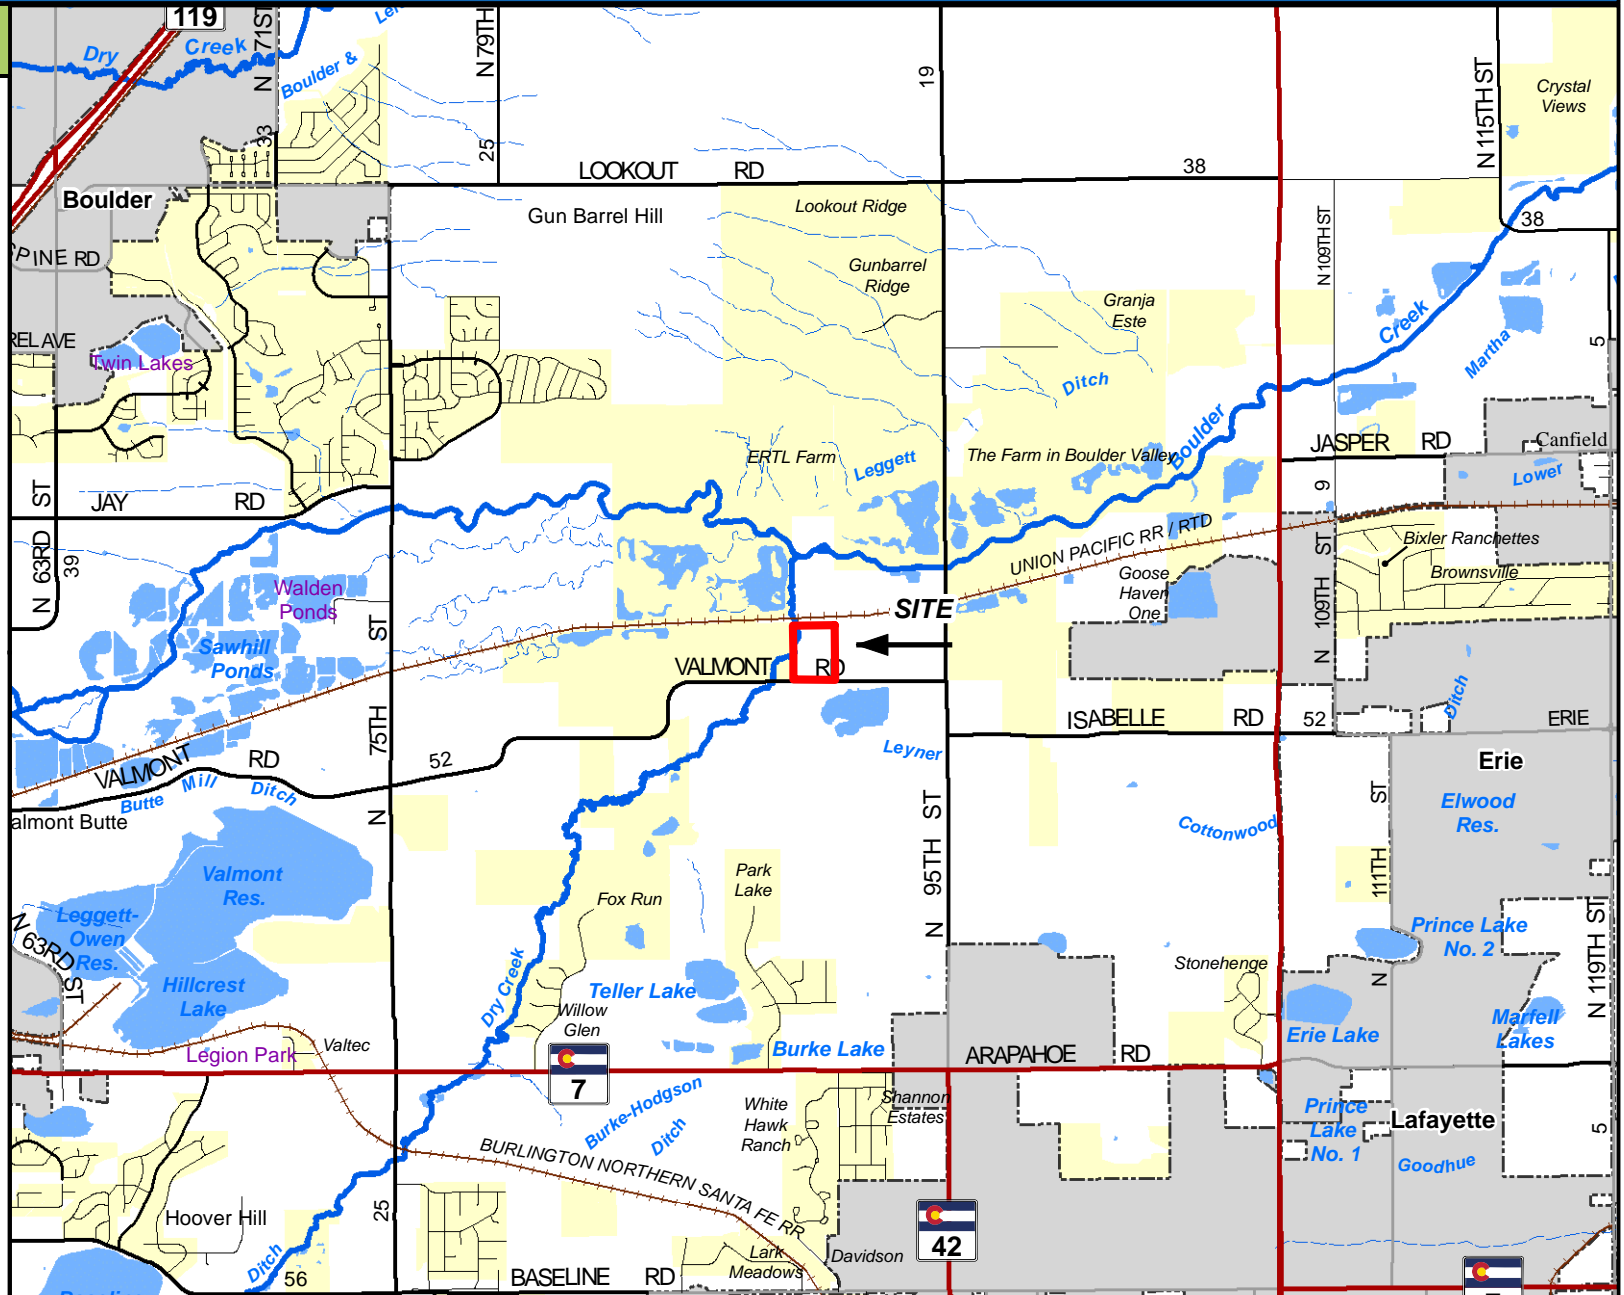 119
N 71ST
33
Dry
Creek
Boulder &
N 79TH
25
19
N 115TH ST
Crystal
Views
LOOKOUT RD
38
Boulder
Gun Barrel Hill
Lookout Ridge
N 109TH ST
38
PINE RD
Gunbarrel
Ridge
Granja
Este
Creek
Martha
5
REL AVE
Twin Lakes
Ditch
Boulder
JASPER RD
Canfield
ERTL Farm
Leggett
The Farm in Boulder Valley
9
Lower
N 63RD ST
39
JAY RD
UNION PACIFIC RR / RTD
Bixler Ranchettes
Brownsville
Goose
Haven
One
N 109TH ST
Walden
Ponds
SITE
Sawhill
Ponds
VALMONT RD
N 75TH ST
ISABELLE RD
52
Ditch
ERIE
Leyner
VALMONT RD
52
Butte Mill Ditch
Erie
almont Butte
N 95TH ST
Cottonwood
N 111TH ST
Elwood
Res.
Valmont
Res.
Park
Lake
Fox Run
Leggett-
Owen
Res.
N 63RD ST
Prince Lake
No. 2
N 119TH ST
Stonehenge
Hillcrest
Lake
Dry Creek
Teller Lake
Willow
Glen
Erie Lake
Marfell
Lakes
Legion Park
Valtec
Burke Lake
ARAPAHOE RD
7
Burke-Hodgson
Ditch
White
Hawk
Ranch
Shannon
Estates
Prince
Lake
No. 1
Lafayette
5
Goodhue
BURLINGTON NORTHERN SANTA FE RR
Hoover Hill
25
42
Ditch
56
BASELINE RD
Lark
Meadows
Davidson